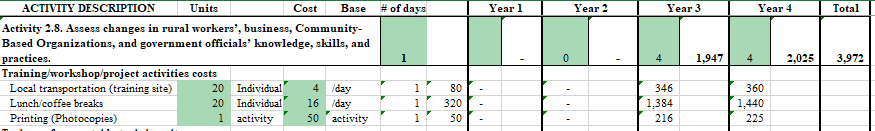 ACTIVITY DESCRIPTION Units Cost Base # of days Year 1 Year 2 Year 3 Year 4 Total
Activity 2.8. Assess changes in rural workers', business, Community-
Based Organizations, and government officials' knowledge, skills, and
practices. 1 - 0 - 4 1,947 4 2,025 3,972
Training/workshop/project activities costs
Local transportation (training site) 20 Individual 4 /day 1 80 - - 346 360
Lunch/coffee breaks 20 Individual 16 /day 1 320 - - 1,384 1,440
Printing (Photocopies) 1 activity 50 activity 1 50 - - 216 225